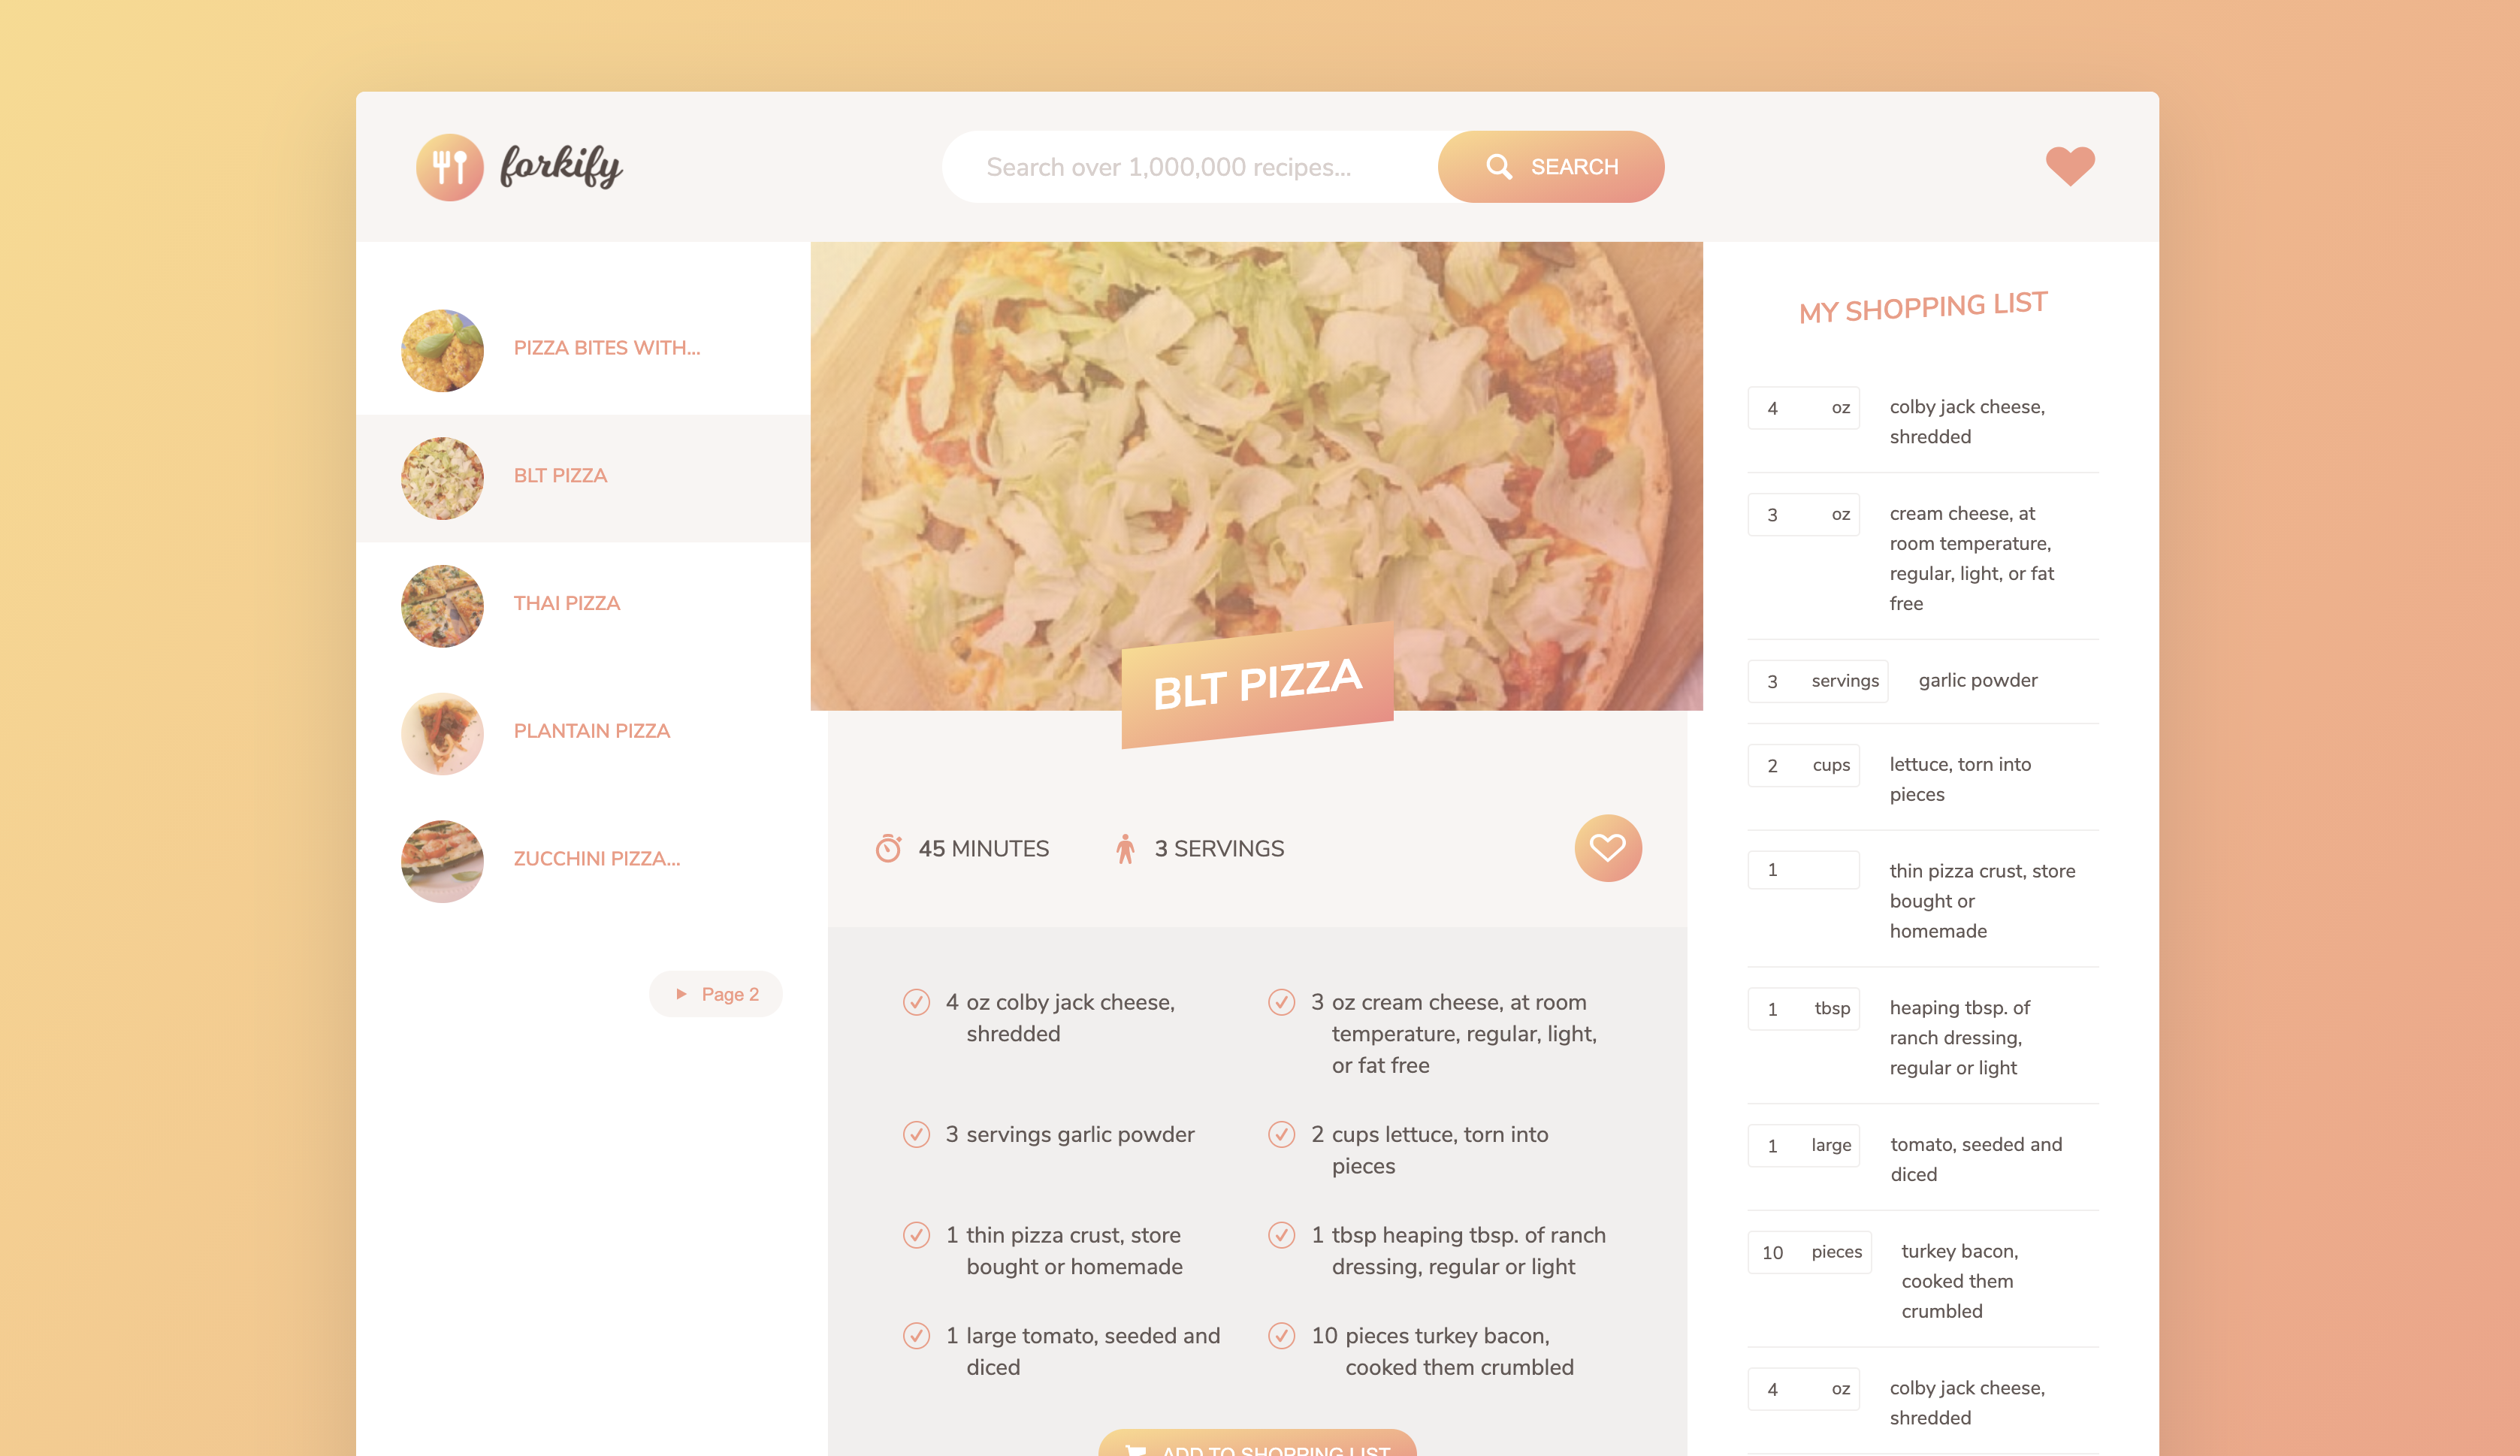 forkify
Search over 1,000,000 recipes...
SEARCH
PIZZA BITES WITH...
BLT PIZZA
THAI PIZZA
PLANTAIN PIZZA
ZUCCHINI PIZZA...
Page 2
BLT PIZZA
45 MINUTES
3 SERVINGS
4 oz colby jack cheese,
shredded
3 oz cream cheese, at room
temperature, regular, light,
or fat free
3 servings garlic powder
2 cups lettuce, torn into
pieces
1 thin pizza crust, store
bought or homemade
1 tbsp heaping tbsp. of ranch
dressing, regular or light
1 large tomato, seeded and
diced
10 pieces turkey bacon,
cooked them crumbled
ADD TO SHOPPING LIST
MY SHOPPING LIST
4 oz colby jack cheese,
shredded
3 oz cream cheese, at
room temperature,
regular, light, or fat
free
3 servings garlic powder
2 cups lettuce, torn into
pieces
1 thin pizza crust, store
bought or
homemade
1 tbsp heaping tbsp. of
ranch dressing,
regular or light
1 large tomato, seeded and
diced
10 pieces turkey bacon,
cooked them
crumbled
4 oz colby jack cheese,
shredded